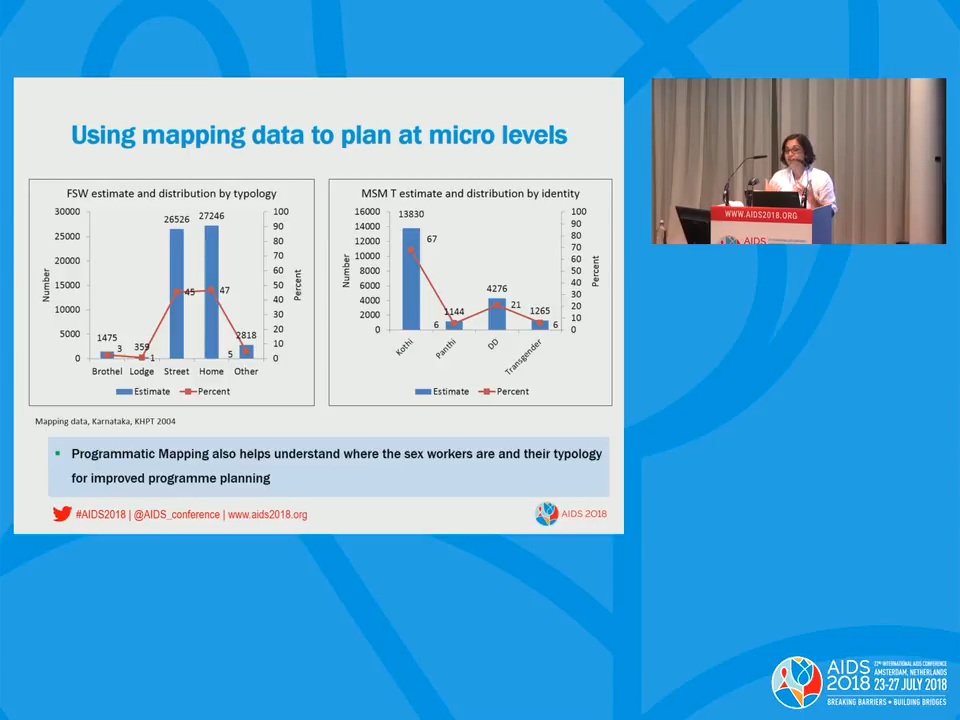 Using mapping data to plan at micro levels
FSW estimate and distribution by typology
30000
25000
20000
15000
10000
5000
0
Number
100
90
80
70
60
50
40
30
20
10
0
Percent
1475
3
359
1
26526
45
27246
47
2818
5
Brothel Lodge Street Home Other
Estimate Percent
MSM T estimate and distribution by identity
16000
14000
12000
10000
8000
6000
4000
2000
0
Number
100
90
80
70
60
50
40
30
20
10
0
Percent
13830
67
1144
6
4276
21
1265
6
Kothi Panthi DD Transgender
Estimate Percent
Mapping data, Karnataka, KHPT 2004
Programmatic Mapping also helps understand where the sex workers are and their typology
for improved programme planning
#AIDS2018 | @AIDS_conference | www.aids2018.org
AIDS 2018
WWW.AIDS2018.ORG
AIDS
AIDS
2018
22ND INTERNATIONAL AIDS CONFERENCE
AMSTERDAM, NETHERLANDS
23-27 JULY 2018
BREAKING BARRIERS • BUILDING BRIDGES